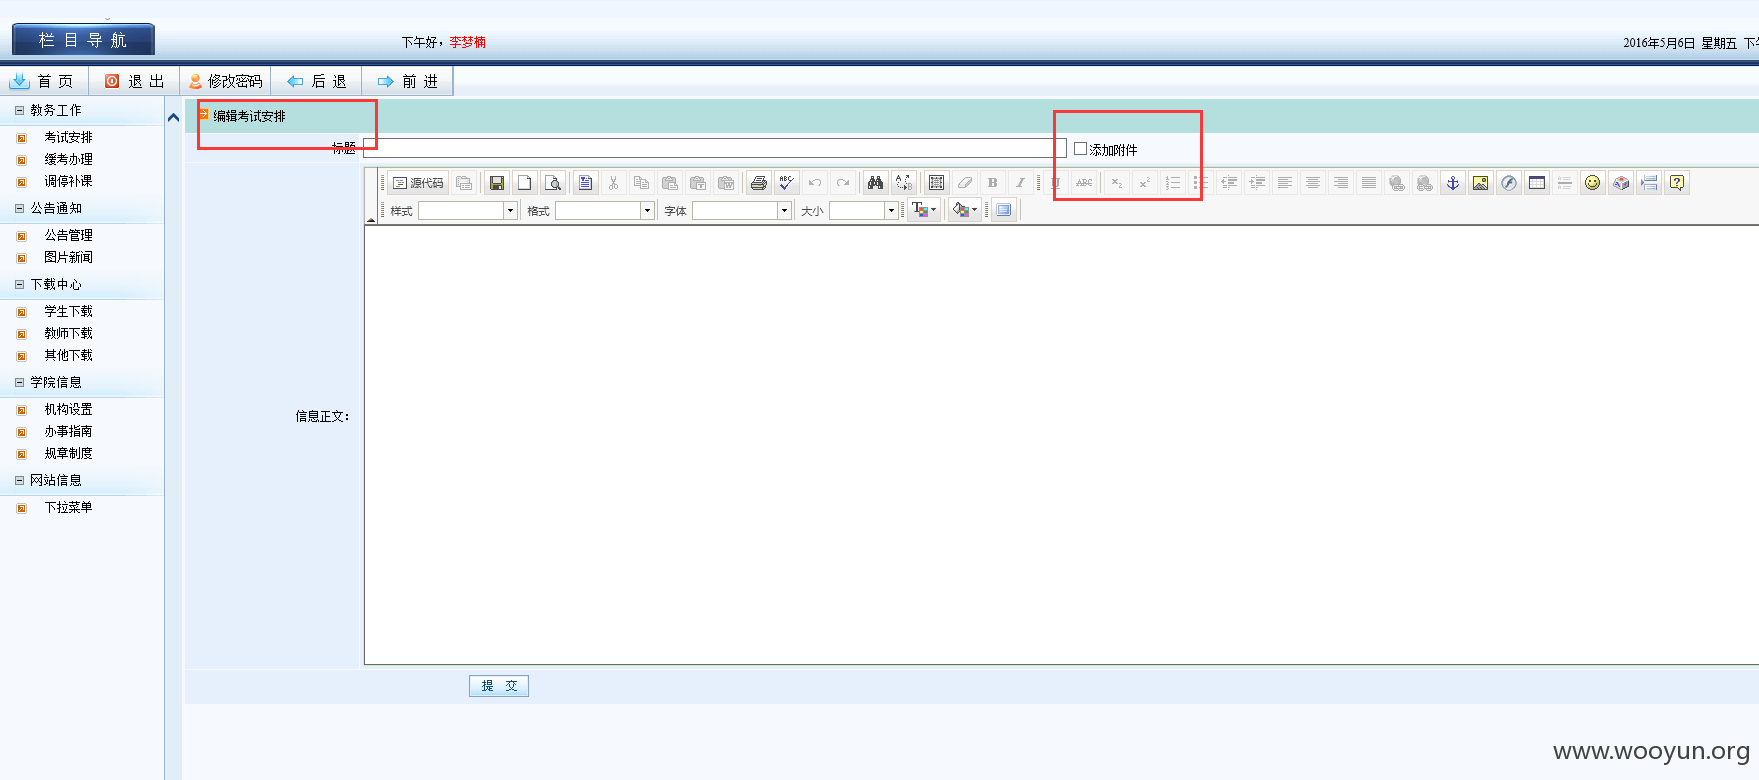 栏目导航
下午好，李梦楠
2016年5月6日 星期五 下午
首页 退出 修改密码 后退 前进
教务工作
考试安排
缓考办理
调停补课
公告通知
公告管理
图片新闻
下载中心
学生下载
教师下载
其他下载
学院信息
机构设置
办事指南
规章制度
网站信息
下拉菜单
编辑考试安排
标题
添加附件
源代码
样式 格式 字体 大小
信息正文：
提 交
www.wooyun.org